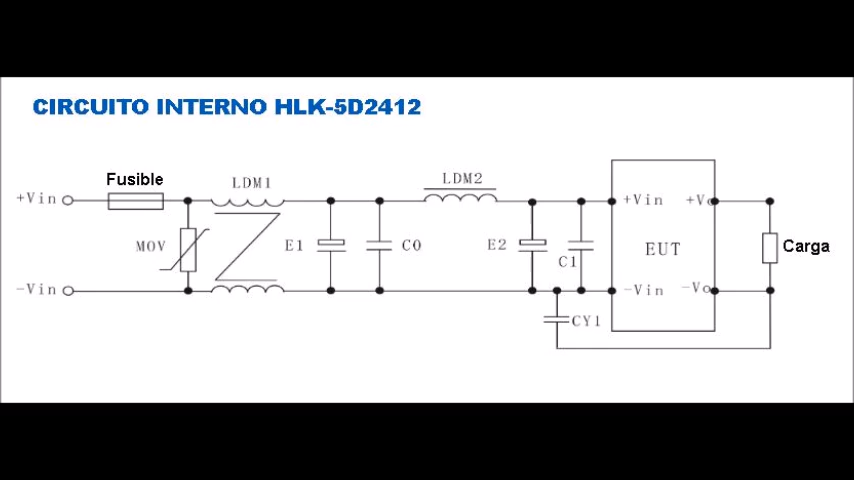 CIRCUITO INTERNO HLK-5D2412
Fusible
LDM1
LDM2
+Vin
+Vin
+Vo
MOV
E1
C0
E2
C1
EUT
Carga
-Vin
-Vin
-Vo
CY1